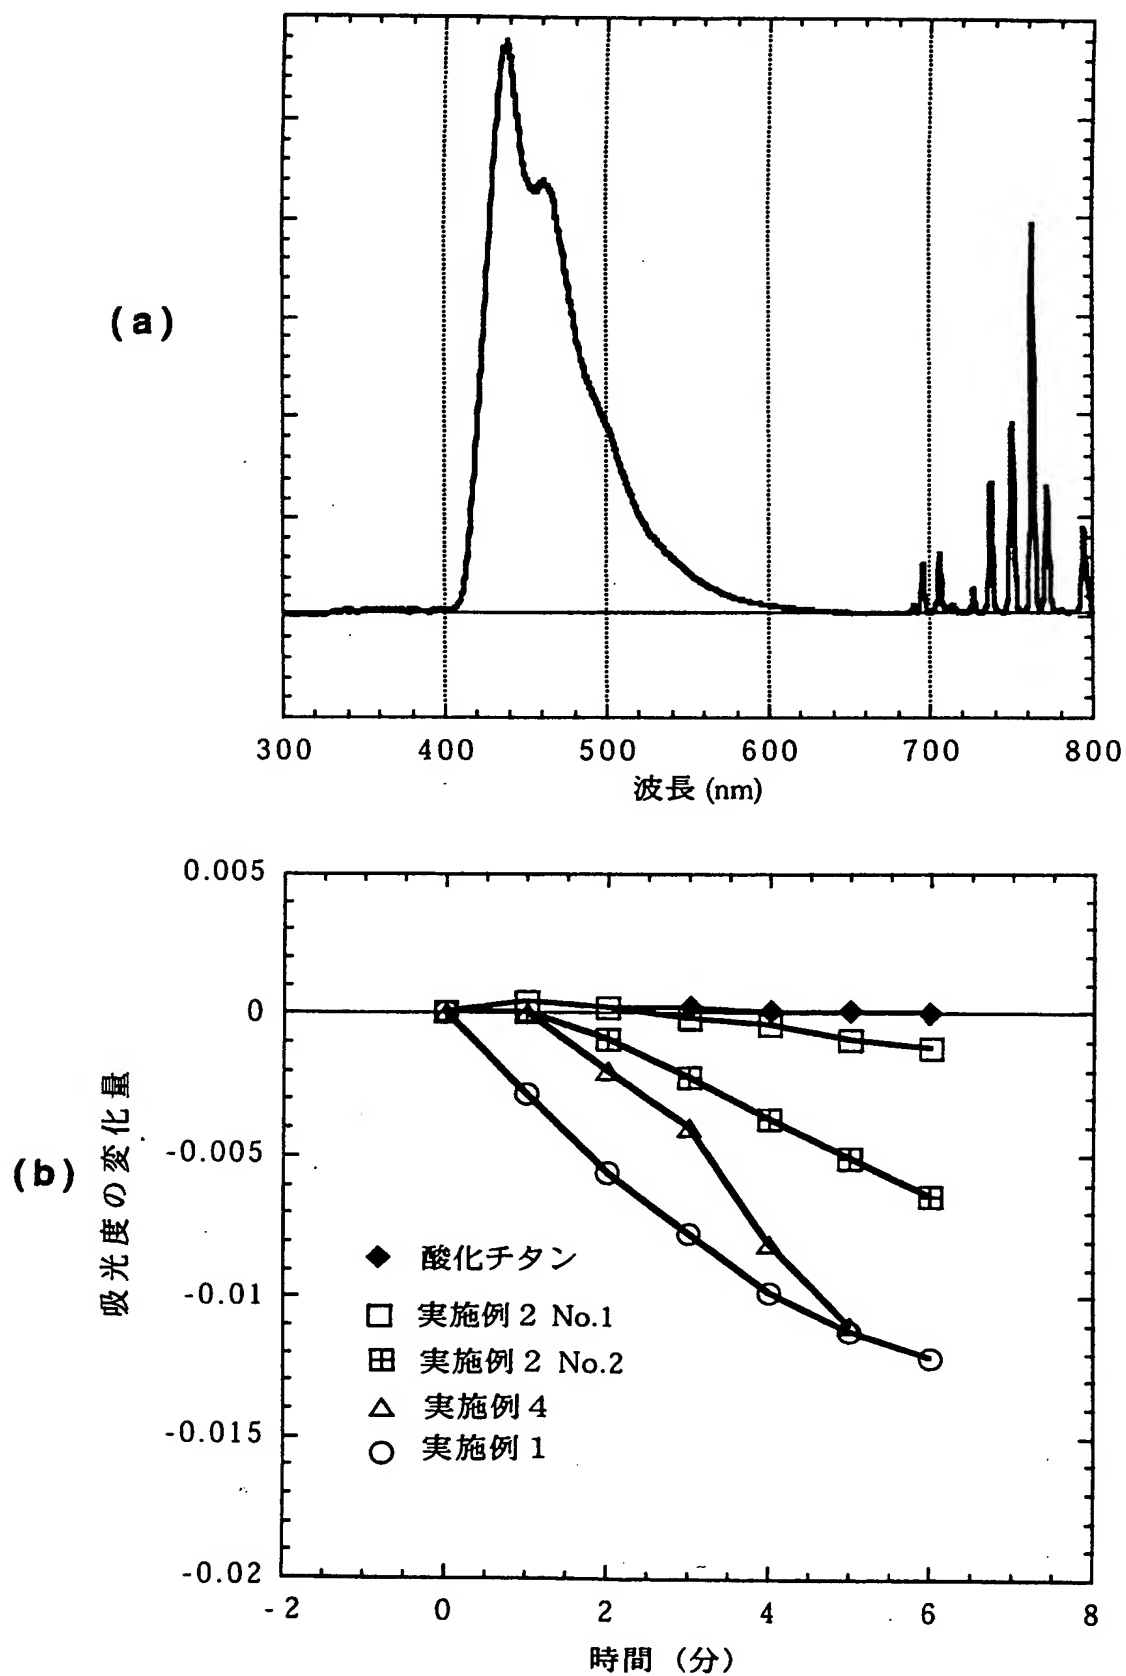 (a)
300 400 500 600 700 800
波長 (nm)
0.005
0
-0.005
-0.01
-0.015
-0.02
(b)
吸光度の変化量
◆ 酸化チタン
□ 実施例2 No.1
⊞ 実施例2 No.2
△ 実施例4
○ 実施例1
-2 0 2 4 6 8
時間 (分)